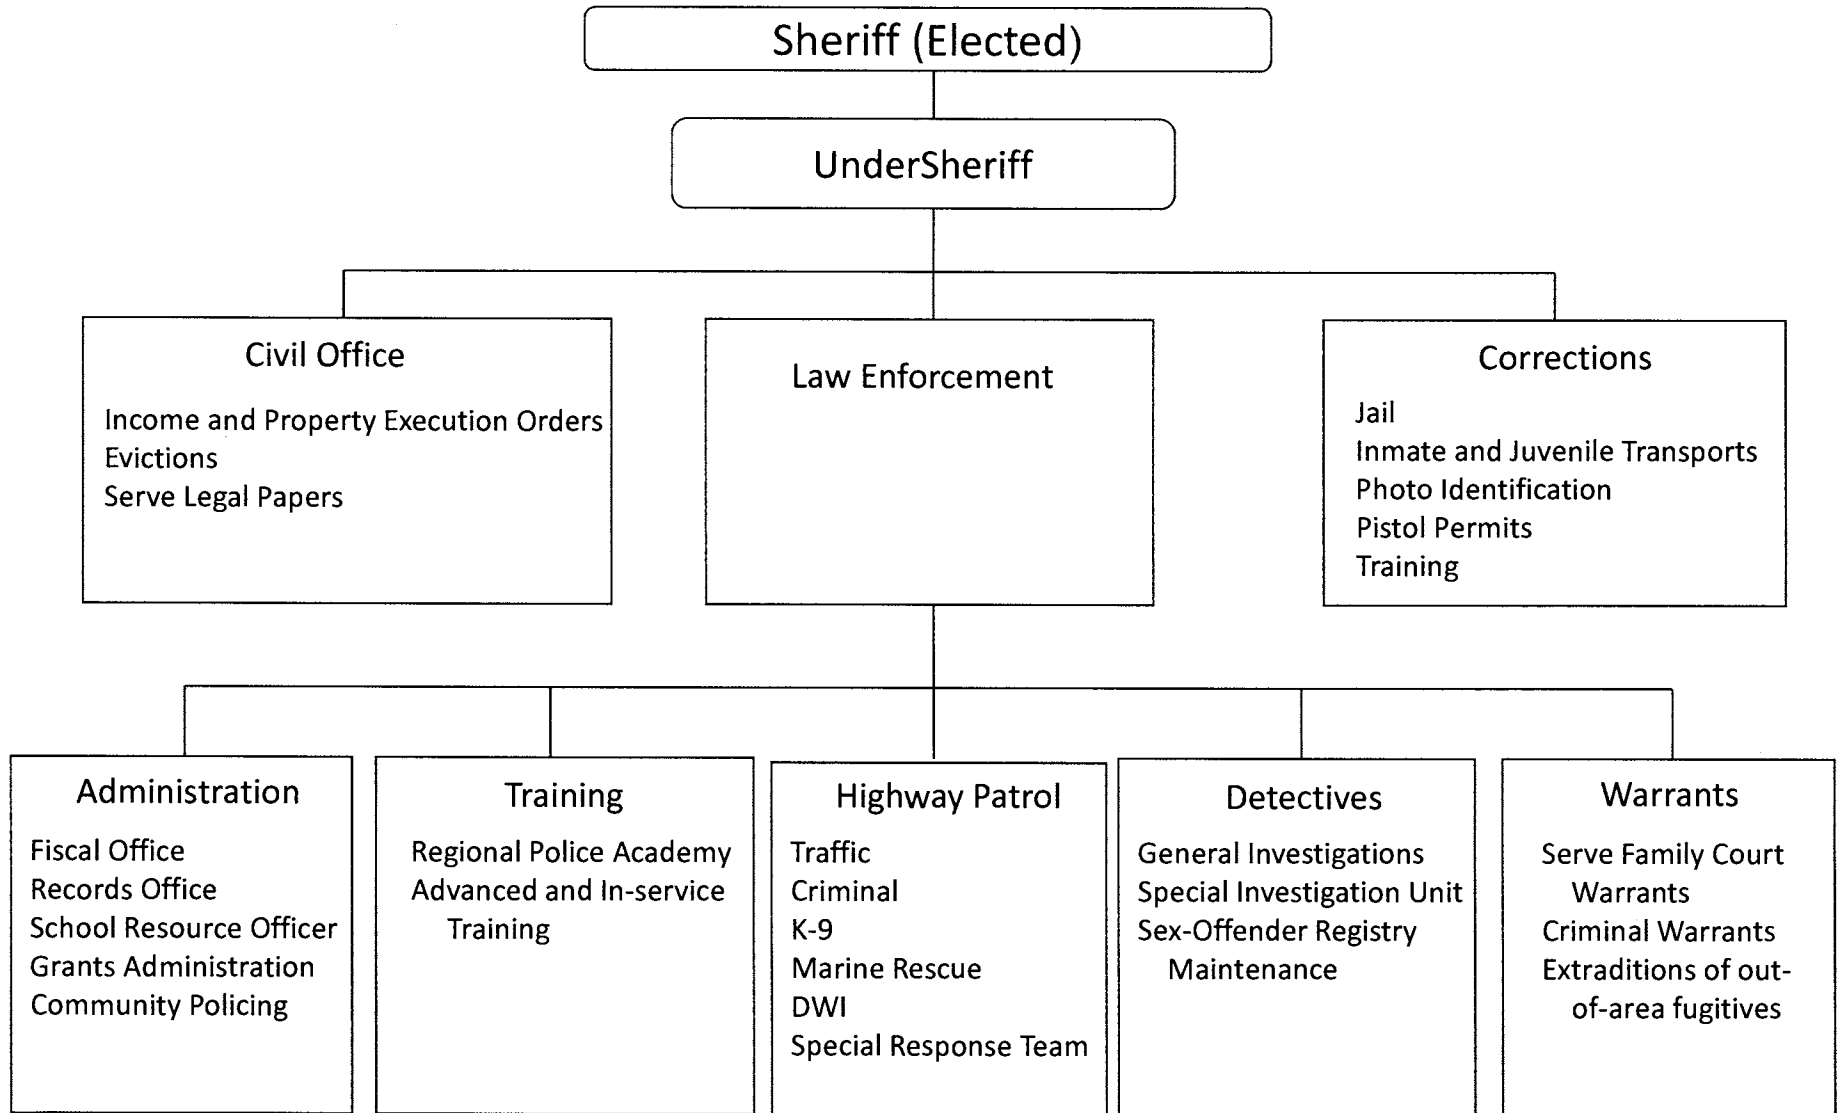 Sheriff (Elected)
UnderSheriff
Civil Office
Income and Property Execution Orders
Evictions
Serve Legal Papers
Law Enforcement
Corrections
Jail
Inmate and Juvenile Transports
Photo Identification
Pistol Permits
Training
Administration
Fiscal Office
Records Office
School Resource Officer
Grants Administration
Community Policing
Training
Regional Police Academy
Advanced and In-service
Training
Highway Patrol
Traffic
Criminal
K-9
Marine Rescue
DWI
Special Response Team
Detectives
General Investigations
Special Investigation Unit
Sex-Offender Registry
Maintenance
Warrants
Serve Family Court
Warrants
Criminal Warrants
Extraditions of out-
of-area fugitives